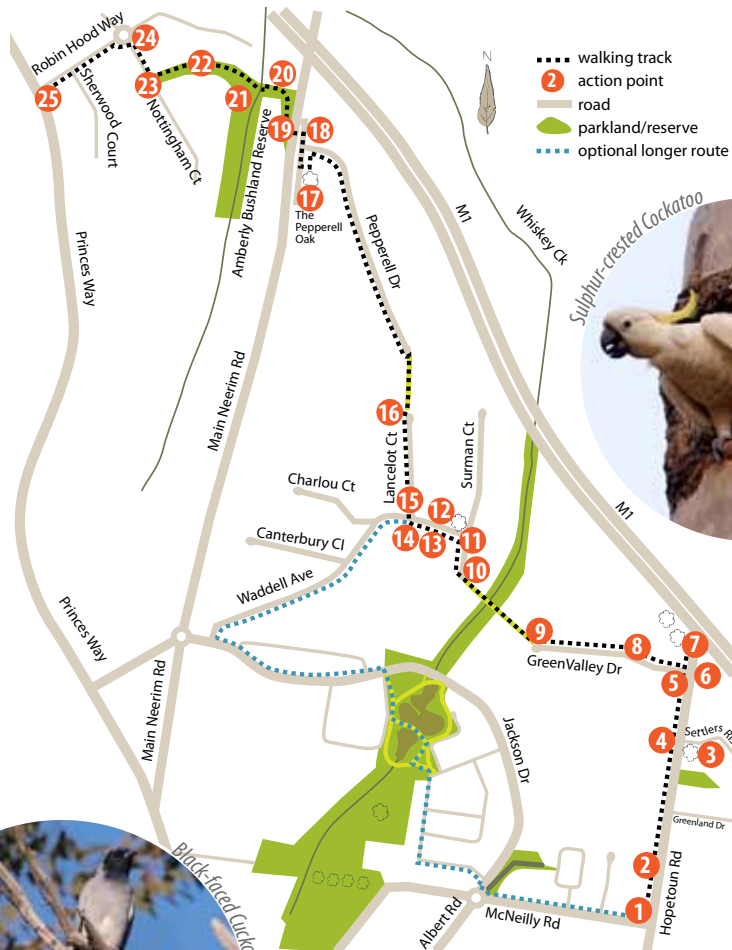 Robin Hood Way
24
22
20
23
21
25
Sherwood Court
Nottingham Ct
19
18
17
The
Pepperell
Oak
Amberly Bushland Reserve
N
walking track
2 action point
road
parkland/reserve
optional longer route
M1
Whiskey Ck
Sulphur-crested Cockatoo
Princes Way
Pepperell Dr
Main Neerim Rd
16
Lancelot Ct
Surman Ct
Charlou Ct
15
12
14
13
11
10
Canterbury Cl
Waddell Ave
M1
9
8
7
GreenValley Dr
5
6
Princes Way
Main Neerim Rd
4
Settlers
3
Jackson Dr
Greenland Dr
2
Hopetoun Rd
1
McNeilly Rd
Albert Rd
Black-faced Cucko